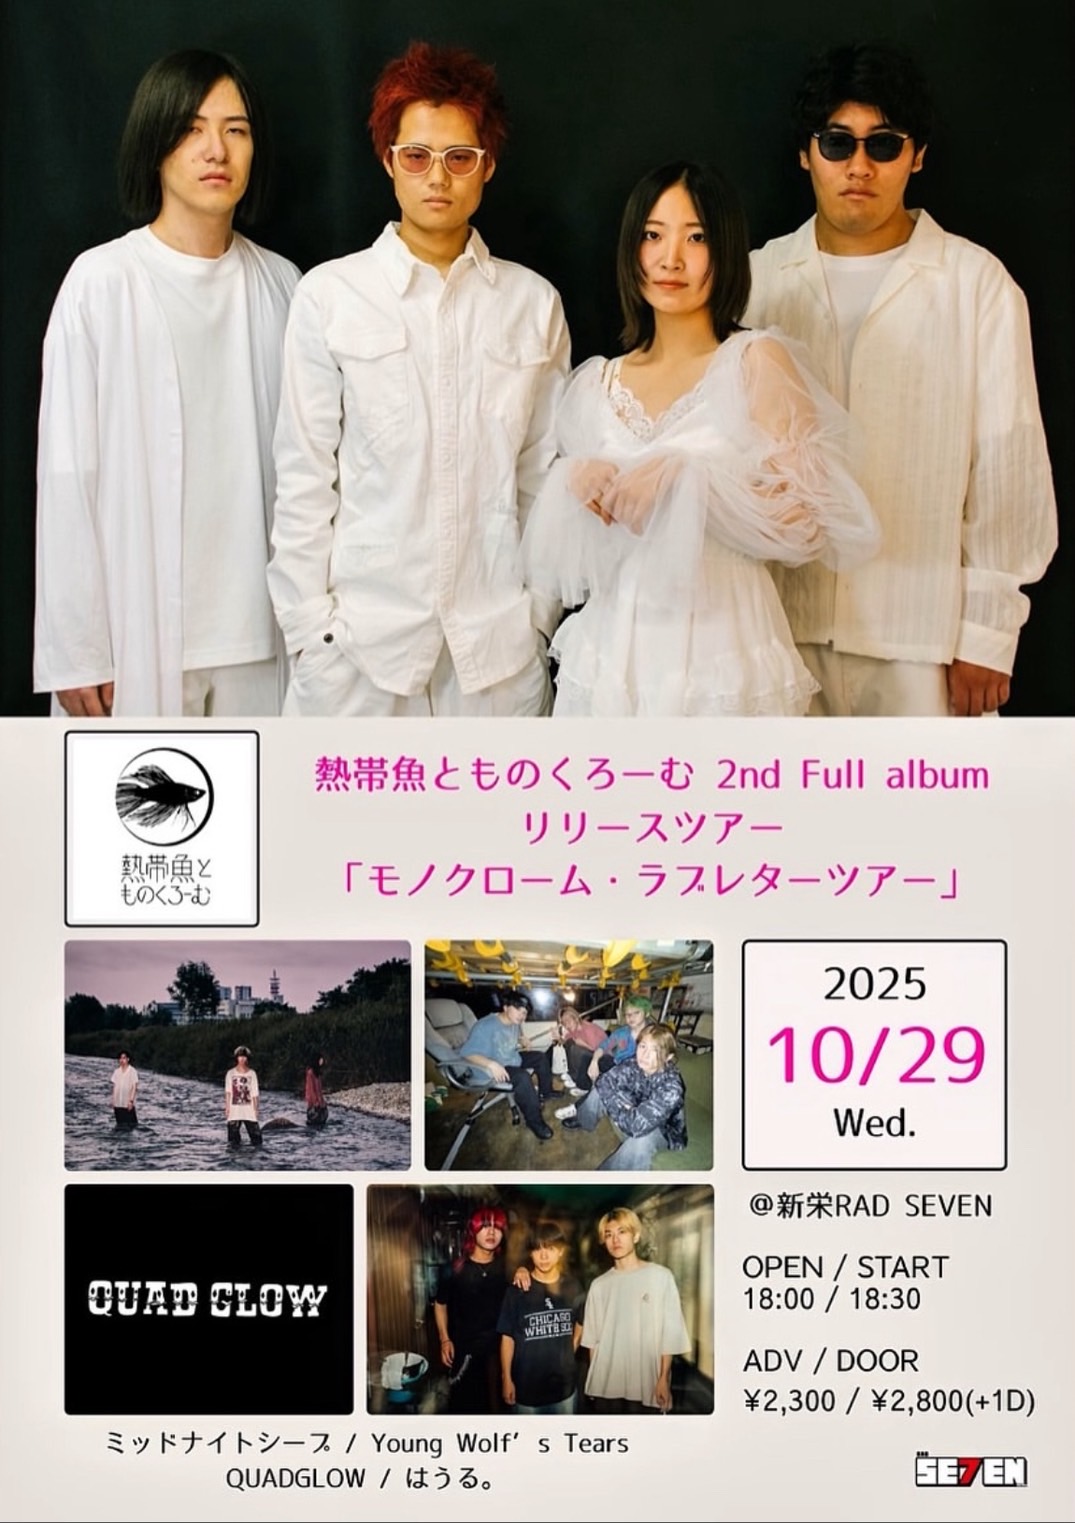 熱帯魚とものくろーむ 2nd Full album
リリースツアー
「モノクローム・ラブレターツアー」
熱帯魚と
ものくろーむ
2025
10/29
Wed.
@新栄RAD SEVEN
OPEN / START
18:00 / 18:30
ADV / DOOR
¥2,300 / ¥2,800(+1D)
QUAD GLOW
CHICAGO
WHITE SOX
ミッドナイトシープ / Young Wolf's Tears
QUADGLOW / はうる。
SE7EN